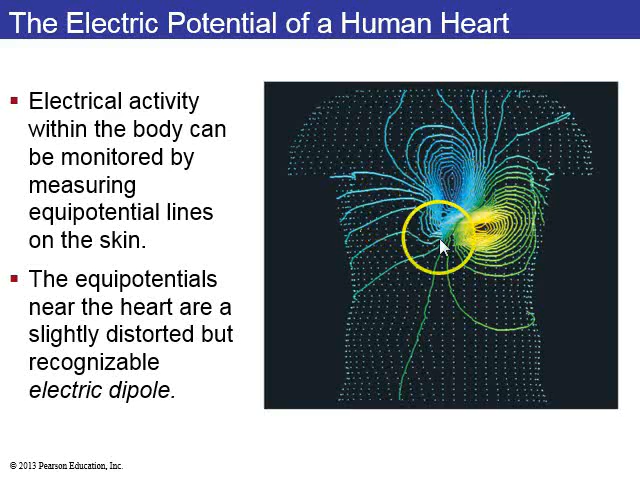 The Electric Potential of a Human Heart
Electrical activity
within the body can
be monitored by
measuring
equipotential lines
on the skin.
The equipotentials
near the heart are a
slightly distorted but
recognizable
electric dipole.
© 2013 Pearson Education, Inc.